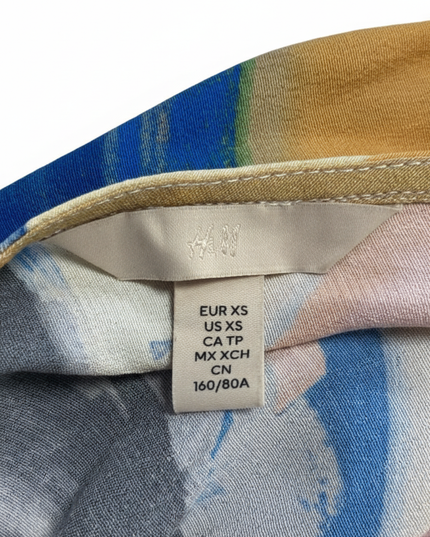 H&M
EUR XS
US XS
CA TP
MX XCH
CN
160/80A